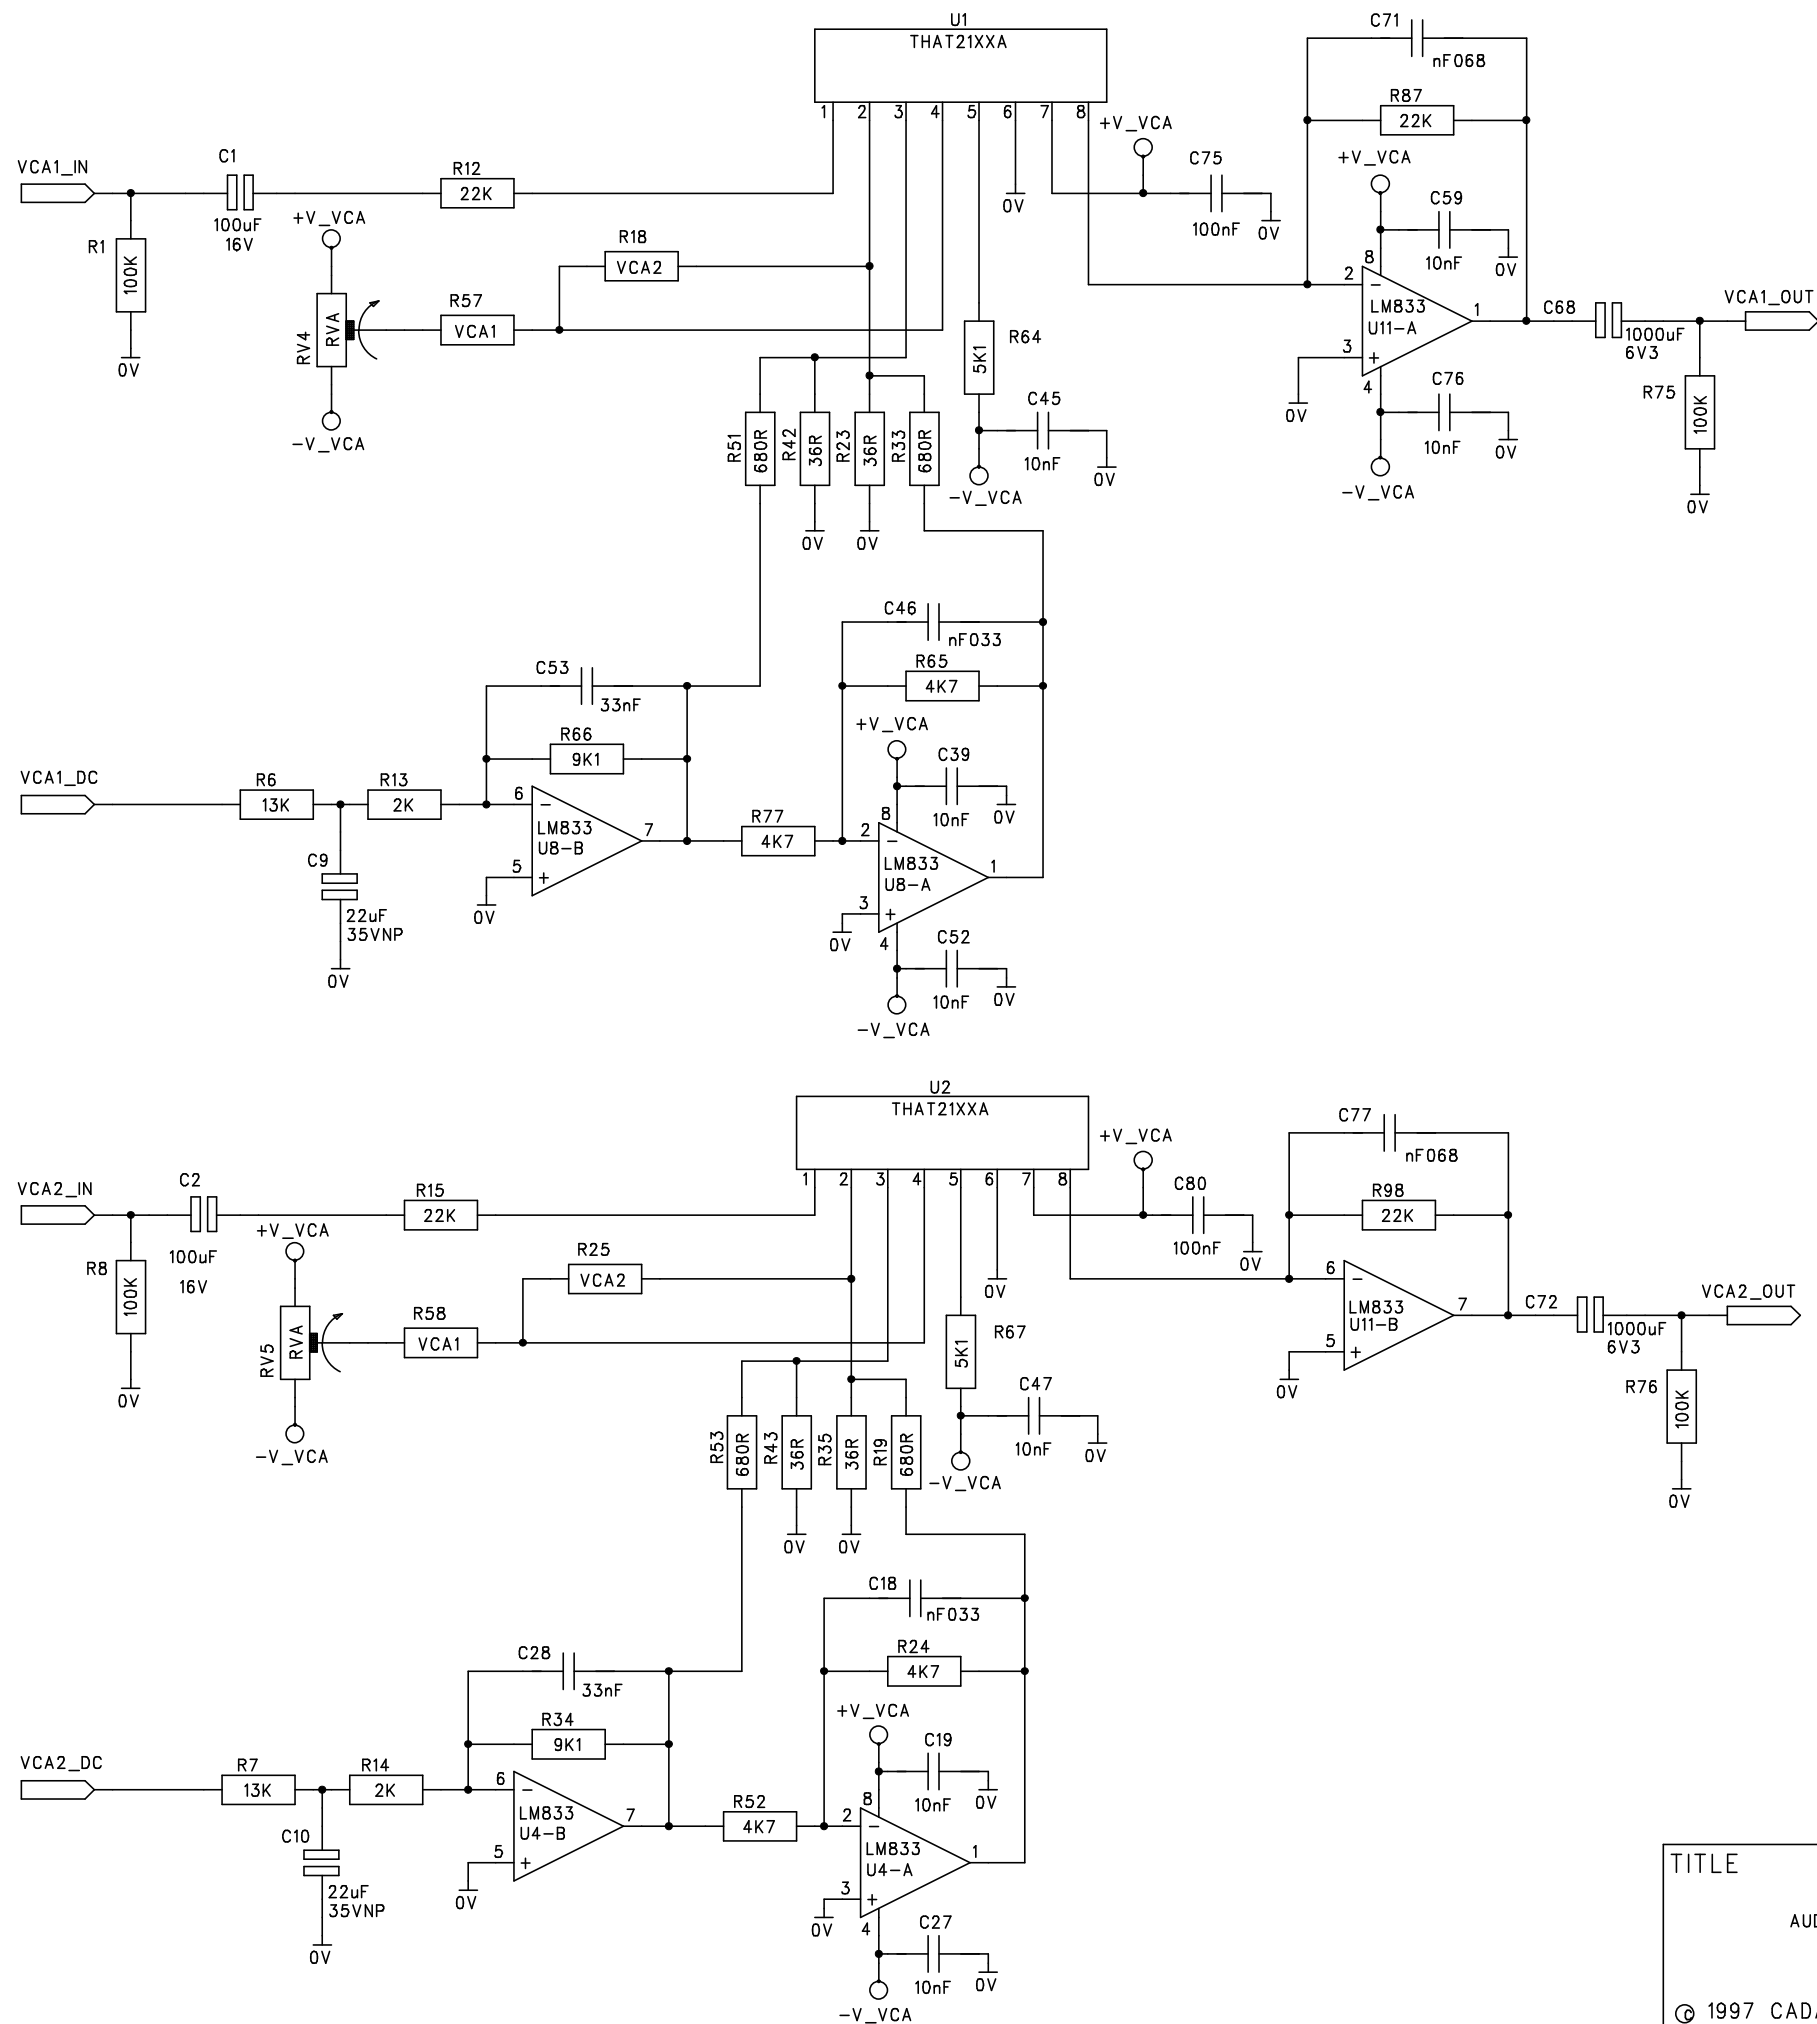 U1
THAT21XXA
1 2 3 4 5 6 7 8
C71
nF068
R87
22K
+V_VCA
C75
100nF
0V
0V
VCA1_IN
C1
100uF
16V
R12
22K
R1
100K
0V
+V_VCA
RV4
RVA
-V_VCA
R18
VCA2
R57
VCA1
R64
5K1
C45
10nF
0V
-V_VCA
+V_VCA
C59
10nF
0V
8
2
-
LM833
U11-A
1
3
+
4
0V
C76
10nF
0V
-V_VCA
C68
1000uF
6V3
VCA1_OUT
R75
100K
0V
R51
680R
R42
36R
R23
36R
R33
680R
0V
0V
C46
nF033
R65
4K7
C53
33nF
R66
9K1
+V_VCA
C39
10nF
0V
VCA1_DC
R6
13K
R13
2K
C9
22uF
35VNP
0V
6
-
LM833
U8-B
7
5
+
0V
R77
4K7
8
2
-
LM833
U8-A
1
3
+
4
0V
C52
10nF
0V
-V_VCA
U2
THAT21XXA
1 2 3 4 5 6 7 8
+V_VCA
C80
100nF
0V
0V
C77
nF068
R98
22K
VCA2_IN
C2
100uF
16V
R15
22K
R8
100K
0V
+V_VCA
RV5
RVA
-V_VCA
R25
VCA2
R58
VCA1
R67
5K1
C47
10nF
0V
-V_VCA
6
-
LM833
U11-B
7
5
+
0V
C72
1000uF
6V3
VCA2_OUT
R76
100K
0V
R53
680R
R43
36R
R35
36R
R19
680R
0V
0V
C18
nF033
R24
4K7
C28
33nF
R34
9K1
+V_VCA
C19
10nF
0V
VCA2_DC
R7
13K
R14
2K
C10
22uF
35VNP
0V
6
-
LM833
U4-B
7
5
+
0V
R52
4K7
8
2
-
LM833
U4-A
1
3
+
4
0V
C27
10nF
0V
-V_VCA
TITLE
AUD
© 1997 CADA